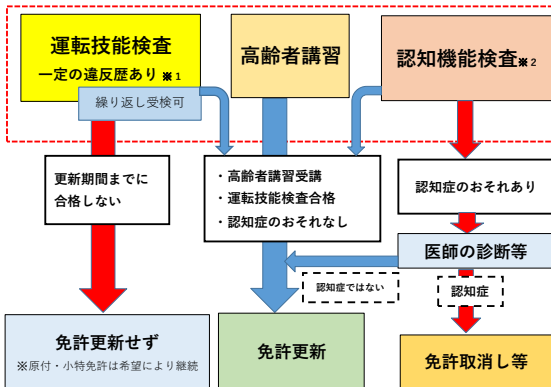 運転技能検査
一定の違反歴あり※1
繰り返し受検可
高齢者講習
認知機能検査※2
更新期間までに
合格しない
・高齢者講習受講
・運転技能検査合格
・認知症のおそれなし
認知症のおそれあり
医師の診断等
認知症ではない
認知症
免許更新せず
※原付・小特免許は希望により継続
免許更新
免許取消し等